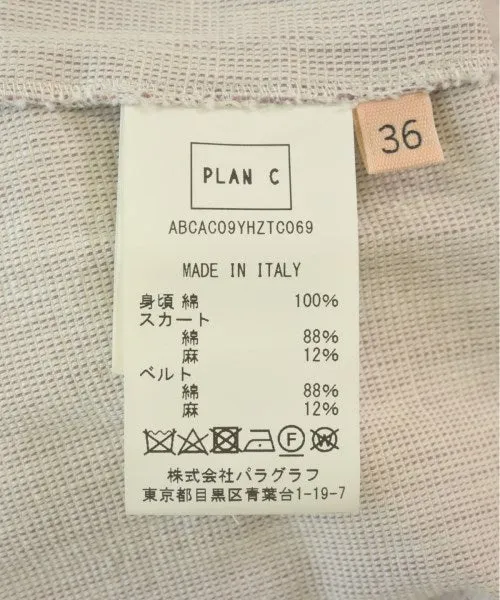 36
PLAN C
ABCAC09YHZTC069
MADE IN ITALY
身頃 綿 100%
スカート
綿 88%
麻 12%
ベルト
綿 88%
麻 12%
F W
株式会社パラグラフ
東京都目黒区青葉台1-19-7